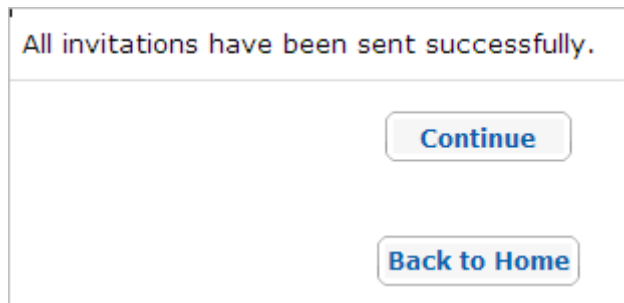 All invitations have been sent successfully.
Continue
Back to Home